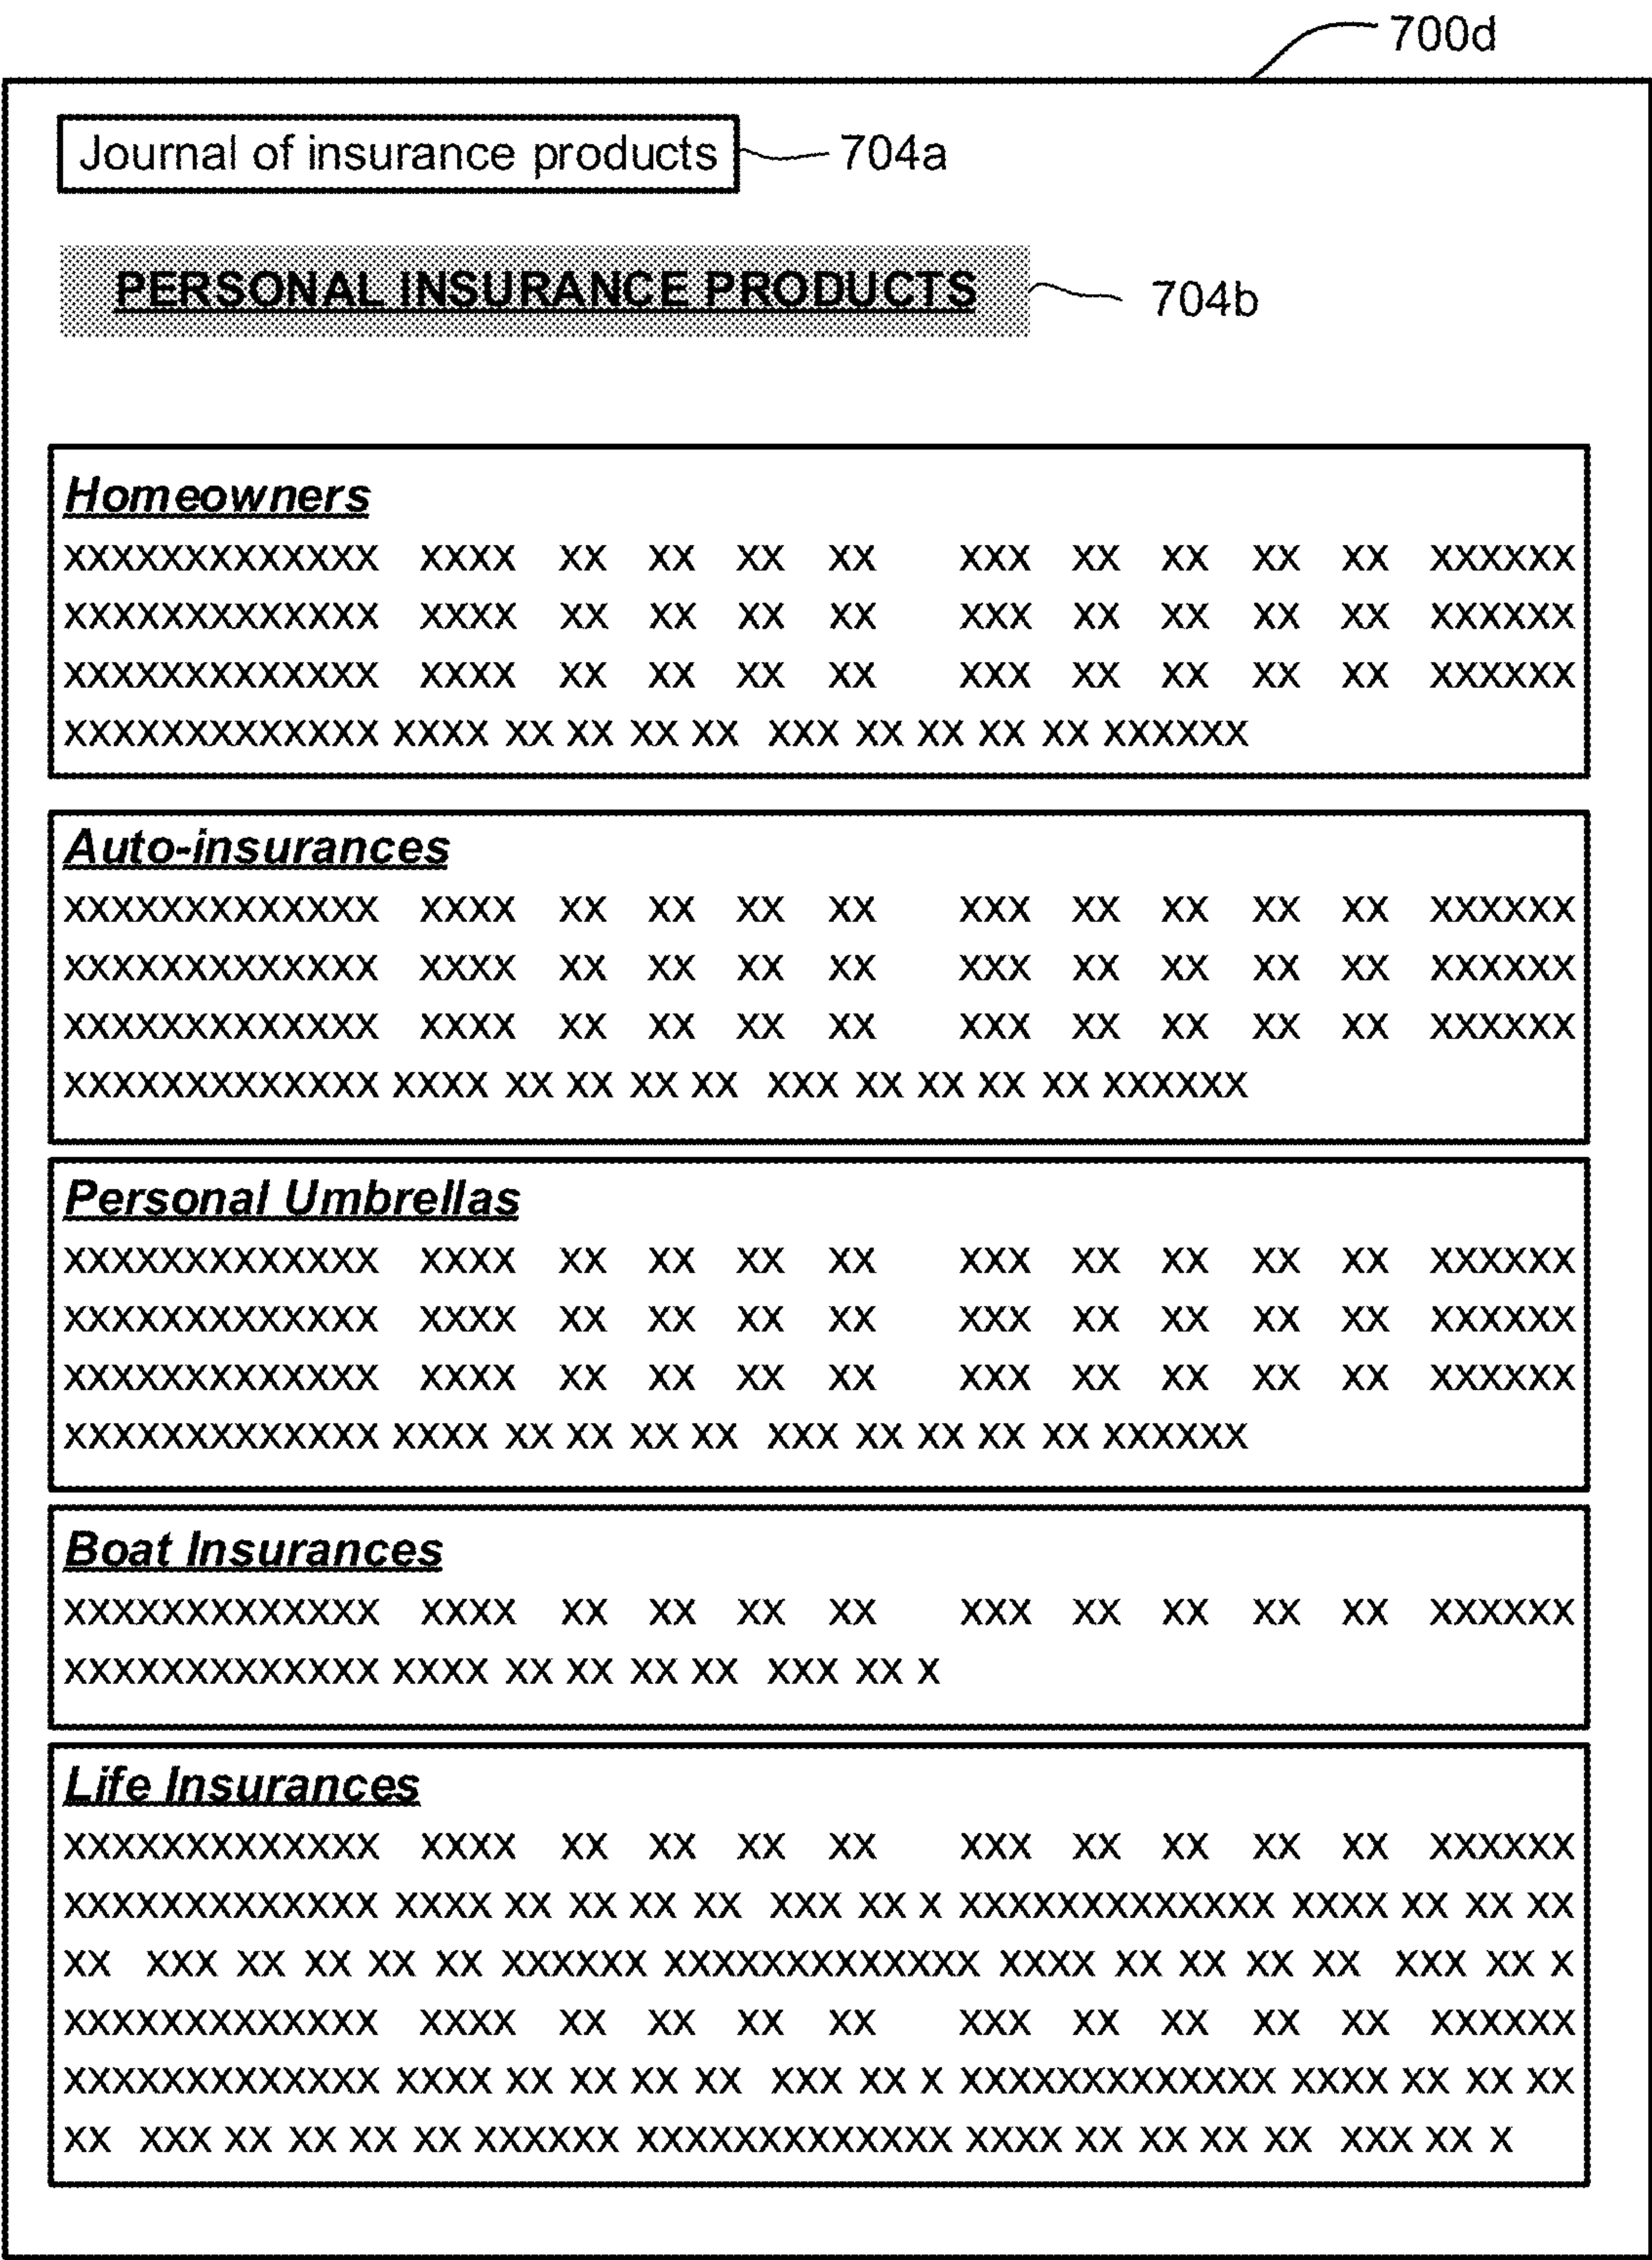 700d
Journal of insurance products 704a
PERSONAL INSURANCE PRODUCTS 704b
Homeowners
xxxxxxxxxxxxx xxxx xx xx xx xx xxx xx xx xx xx xxxxxx
xxxxxxxxxxxxx xxxx xx xx xx xx xxx xx xx xx xx xxxxxx
xxxxxxxxxxxxx xxxx xx xx xx xx xxx xx xx xx xx xxxxxx
xxxxxxxxxxxxx xxxx xx xx xx xx xxx xx xx xx xx xxxxxx
Auto-insurances
xxxxxxxxxxxxx xxxx xx xx xx xx xxx xx xx xx xx xxxxxx
xxxxxxxxxxxxx xxxx xx xx xx xx xxx xx xx xx xx xxxxxx
xxxxxxxxxxxxx xxxx xx xx xx xx xxx xx xx xx xx xxxxxx
xxxxxxxxxxxxx xxxx xx xx xx xx xxx xx xx xx xx xxxxxx
Personal Umbrellas
xxxxxxxxxxxxx xxxx xx xx xx xx xxx xx xx xx xx xxxxxx
xxxxxxxxxxxxx xxxx xx xx xx xx xxx xx xx xx xx xxxxxx
xxxxxxxxxxxxx xxxx xx xx xx xx xxx xx xx xx xx xxxxxx
xxxxxxxxxxxxx xxxx xx xx xx xx xxx xx xx xx xx xxxxxx
Boat Insurances
xxxxxxxxxxxxx xxxx xx xx xx xx xxx xx xx xx xx xxxxxx
xxxxxxxxxxxxx xxxx xx xx xx xx xxx xx x
Life Insurances
xxxxxxxxxxxxx xxxx xx xx xx xx xxx xx xx xx xx xxxxxx
xxxxxxxxxxxxx xxxx xx xx xx xx xxx xx x xxxxxxxxxxxxx xxxx xx xx xx
xx xxx xx xx xx xx xxxxxx xxxxxxxxxxxxx xxxx xx xx xx xx xxx xx x
xxxxxxxxxxxxx xxxx xx xx xx xx xxx xx xx xx xx xxxxxx
xxxxxxxxxxxxx xxxx xx xx xx xx xxx xx x xxxxxxxxxxxxx xxxx xx xx xx
xx xxx xx xx xx xx xxxxxx xxxxxxxxxxxxx xxxx xx xx xx xx xxx xx x